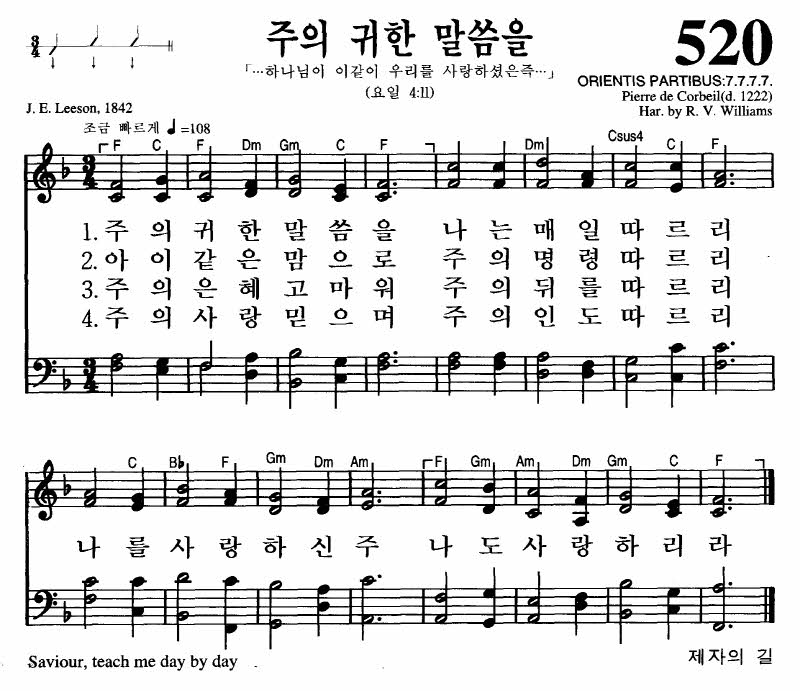 주의 귀한 말씀을
520
「…하나님이 이같이 우리를 사랑하셨은즉…」
(요일 4:11)
ORIENTIS PARTIBUS:7.7.7.7.
Pierre de Corbeil(d. 1222)
Har. by R. V. Williams
J. E. Leeson, 1842
조금 빠르게 ♩=108
F C F Dm Gm C F F Dm Csus4 C F
1. 주 의 귀 한 말 씀 을 나 는 매 일 따 르 리
2. 아 이 같 은 맘 으 로 주 의 명 령 따 르 리
3. 주 의 은 혜 고 마 워 주 의 뒤 를 따 르 리
4. 주 의 사 랑 믿 으 며 주 의 인 도 따 르 리
C B♭ F Gm Dm Am F Gm Am Dm Gm C F
나 를 사 랑 하 신 주 나 도 사 랑 하 리 라
Saviour, teach me day by day
제자의 길